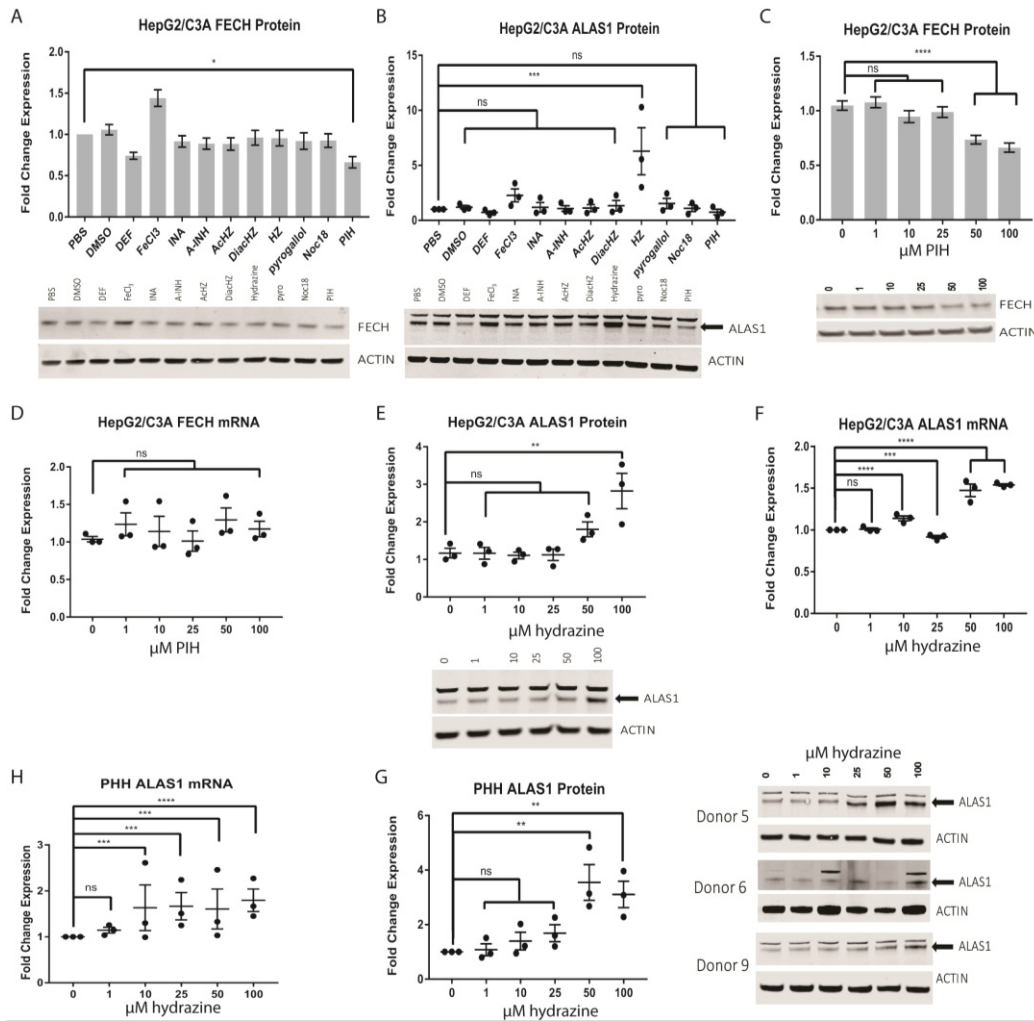 A
HepG2/C3A FECH Protein
Fold Change Expression
2.0
1.5
1.0
0.5
0.0
*
PBS
DMSO
DEF
FeCl3
INA
A-INH
AcHZ
DiacHZ
HZ
pyrogallol
Noc18
PIH
PBS
DMSO
DEF
FeCl₃
INA
A-INH
AcHZ
DiacHZ
Hydrazine
pyro
Noc18
PIH
FECH
ACTIN
B
HepG2/C3A ALAS1 Protein
Fold Change Expression
15
10
5
0
ns
***
ns
PBS
DMSO
DEF
FeCl3
INA
A-INH
AcHZ
DiacHZ
HZ
pyrogallol
Noc18
PIH
PBS
DMSO
DEF
FeCl₃
INA
A-INH
AcHZ
DiacHZ
Hydrazine
pyro
Noc18
PIH
ALAS1
ACTIN
C
HepG2/C3A FECH Protein
Fold Change Expression
1.5
1.0
0.5
0.0
****
ns
0 1 10 25 50 100
µM PIH
0 1 10 25 50 100
FECH
ACTIN
D
HepG2/C3A FECH mRNA
Fold Change Expression
2.0
1.5
1.0
0.5
0.0
ns
0 1 10 25 50 100
µM PIH
E
HepG2/C3A ALAS1 Protein
Fold Change Expression
4
3
2
1
0
**
ns
0 1 10 25 50 100
µM hydrazine
0 1 10 25 50 100
ALAS1
ACTIN
F
HepG2/C3A ALAS1 mRNA
Fold Change Expression
2.0
1.5
1.0
0.5
0.0
****
***
****
ns
0 1 10 25 50 100
µM hydrazine
H
PHH ALAS1 mRNA
Fold Change Expression
3
2
1
0
****
***
***
***
ns
0 1 10 25 50 100
µM hydrazine
G
PHH ALAS1 Protein
Fold Change Expression
6
4
2
0
**
**
ns
0 1 10 25 50 100
µM hydrazine
µM hydrazine
0 1 10 25 50 100
Donor 5
ALAS1
ACTIN
Donor 6
ALAS1
ACTIN
Donor 9
ALAS1
ACTIN